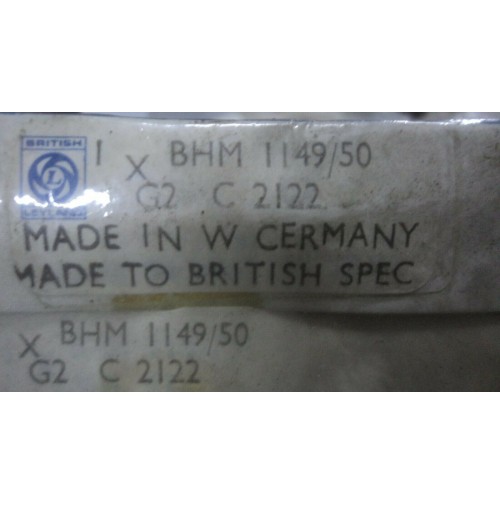 BRITISH
L
LEYLAND
1 X BHM 1149/50
G2 C 2122
MADE IN W CERMANY
MADE TO BRITISH SPEC
X BHM 1149/50
G2 C 2122